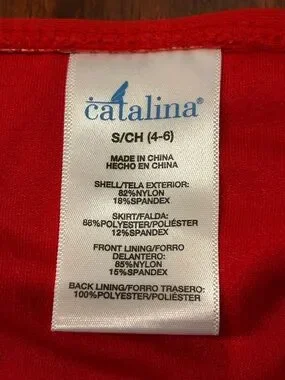 catalina®
S/CH (4-6)
MADE IN CHINA
HECHO EN CHINA
SHELL/TELA EXTERIOR:
82%NYLON
18%SPANDEX
SKIRT/FALDA:
88%POLYESTER/POLIÉSTER
12%SPANDEX
FRONT LINING/FORRO
DELANTERO:
85%NYLON
15%SPANDEX
BACK LINING/FORRO TRASERO:
100%POLYESTER/POLIÉSTER